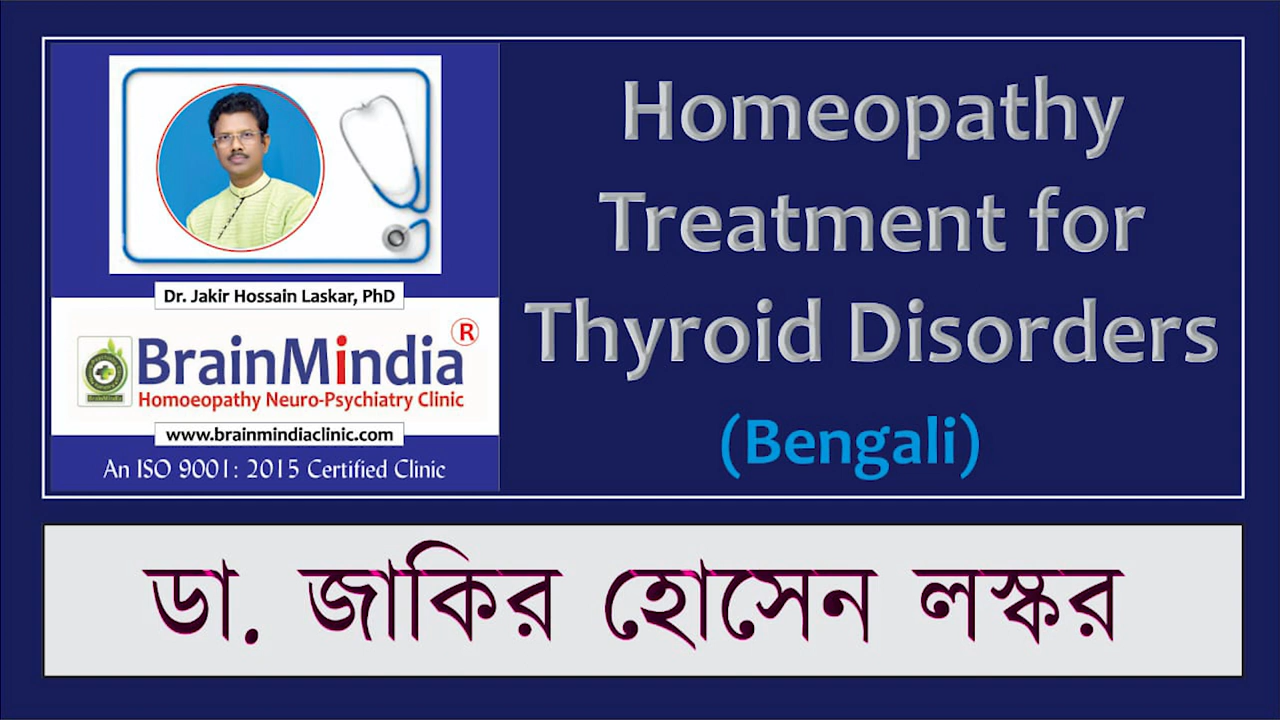 Dr. Jakir Hossain Laskar, PhD
BrainMindia®
Homoeopathy Neuro-Psychiatry Clinic
www.brainmindiaclinic.com
An ISO 9001: 2015 Certified Clinic
Homeopathy
Treatment for
Thyroid Disorders
(Bengali)
ডা. জাকির হোসেন লস্কর